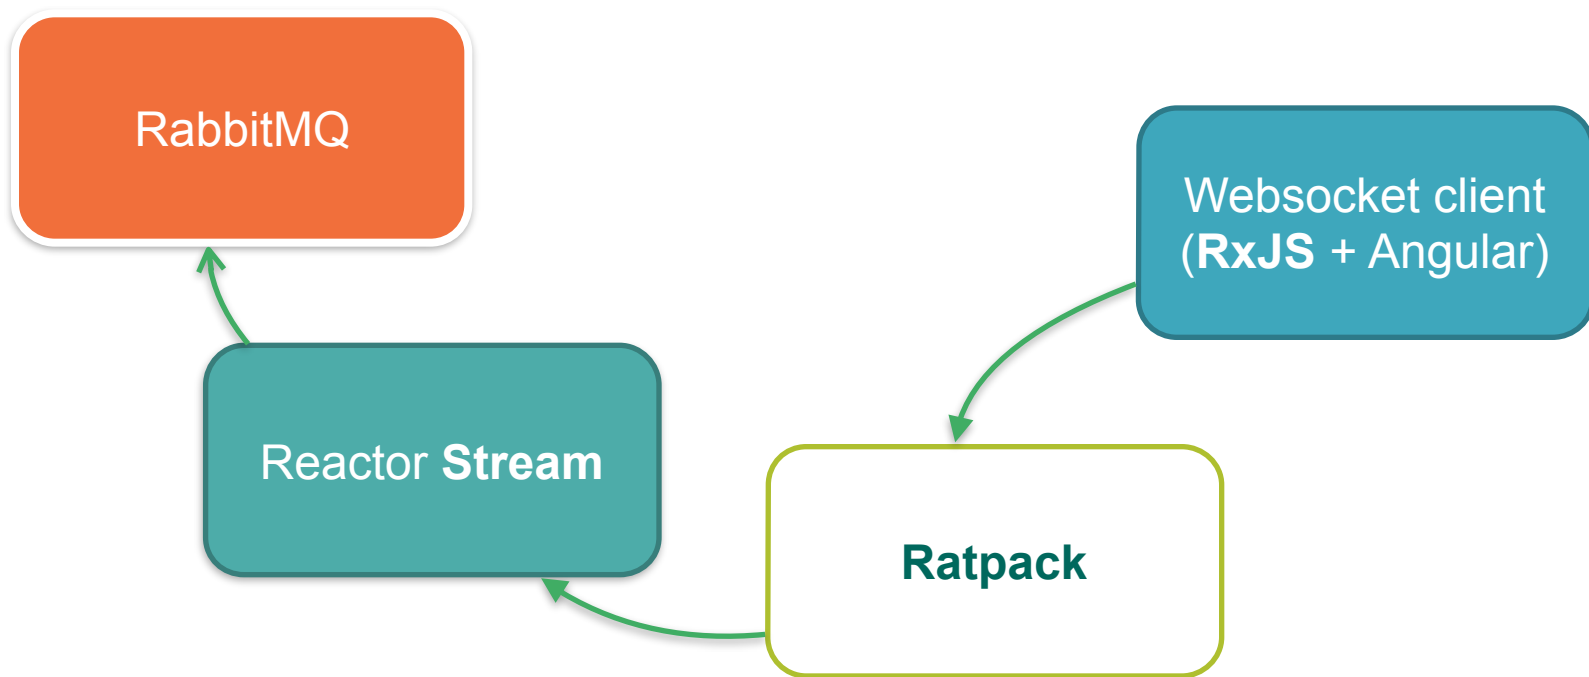 RabbitMQ
Websocket client
(RxJS + Angular)
Reactor Stream
Ratpack